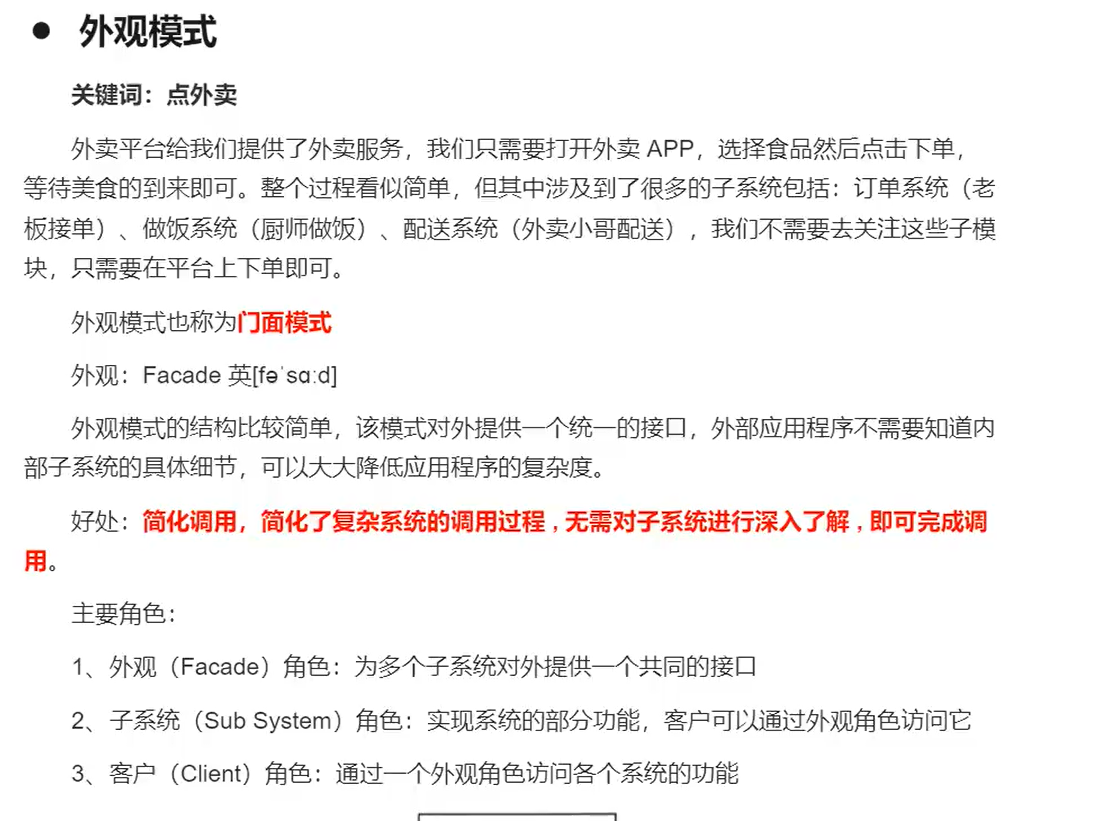 ● 外观模式
关键词：点外卖
外卖平台给我们提供了外卖服务，我们只需要打开外卖 APP，选择食品然后点击下单，
等待美食的到来即可。整个过程看似简单，但其中涉及到了很多的子系统包括：订单系统（老
板接单）、做饭系统（厨师做饭）、配送系统（外卖小哥配送），我们不需要去关注这些子模
块，只需要在平台上下单即可。
外观模式也称为门面模式
外观：Facade 英[fəˈsɑːd]
外观模式的结构比较简单，该模式对外提供一个统一的接口，外部应用程序不需要知道内
部子系统的具体细节，可以大大降低应用程序的复杂度。
好处：简化调用，简化了复杂系统的调用过程，无需对子系统进行深入了解，即可完成调
用。
主要角色：
1、外观（Facade）角色：为多个子系统对外提供一个共同的接口
2、子系统（Sub System）角色：实现系统的部分功能，客户可以通过外观角色访问它
3、客户（Client）角色：通过一个外观角色访问各个系统的功能